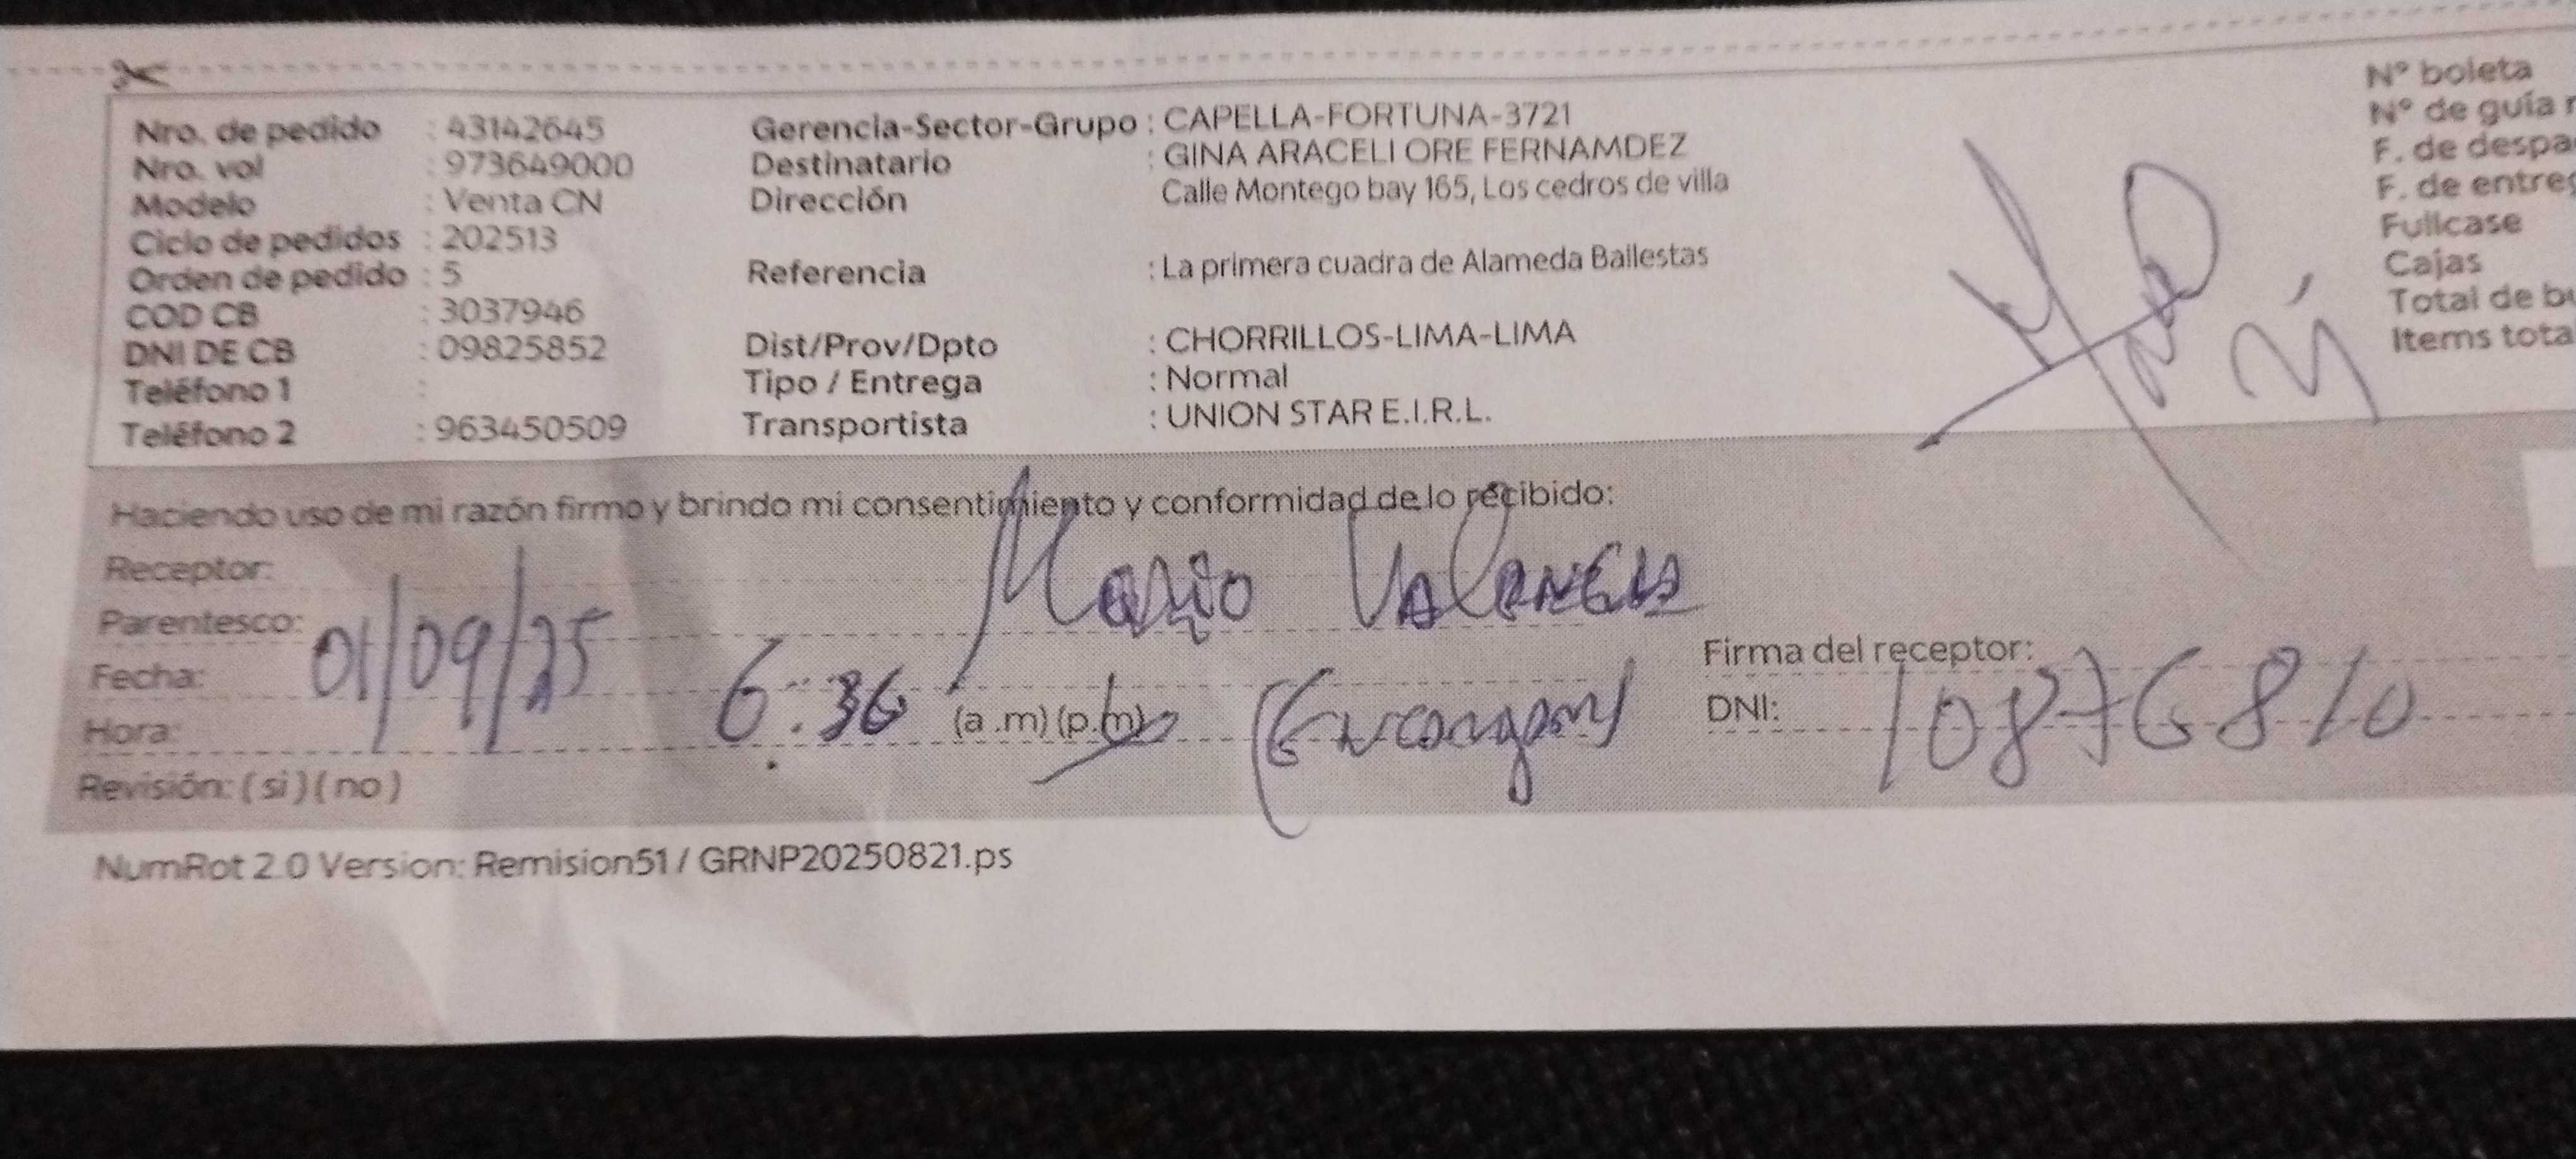 Nro. de pedido : 43142645 Gerencia-Sector-Grupo : CAPELLA-FORTUNA-3721 N° boleta
Nro. vol : 973649000 Destinatario : GINA ARACELI ORE FERNAMDEZ N° de guía r
Modelo : Venta CN Dirección Calle Montego bay 165, Los cedros de villa F. de despa
Ciclo de pedidos : 202513 F. de entreg
Orden de pedido : 5 Referencia : La primera cuadra de Alameda Ballestas Fullcase
COD CB : 3037946 Cajas
DNI DE CB : 09825852 Dist/Prov/Dpto : CHORRILLOS-LIMA-LIMA Total de bu
Teléfono 1 : Tipo / Entrega : Normal Items tota
Teléfono 2 : 963450509 Transportista : UNION STAR E.I.R.L.
Haciendo uso de mi razón firmo y brindo mi consentimiento y conformidad de lo recibido:
Receptor: Mario Valencia
Parentesco:
Fecha: 01/09/25 Firma del receptor:
Hora: 6:36 (a .m) (p.m) DNI: 10876810
Revisión: ( si ) ( no )
NumRot 2.0 Version: Remision51 / GRNP20250821.ps